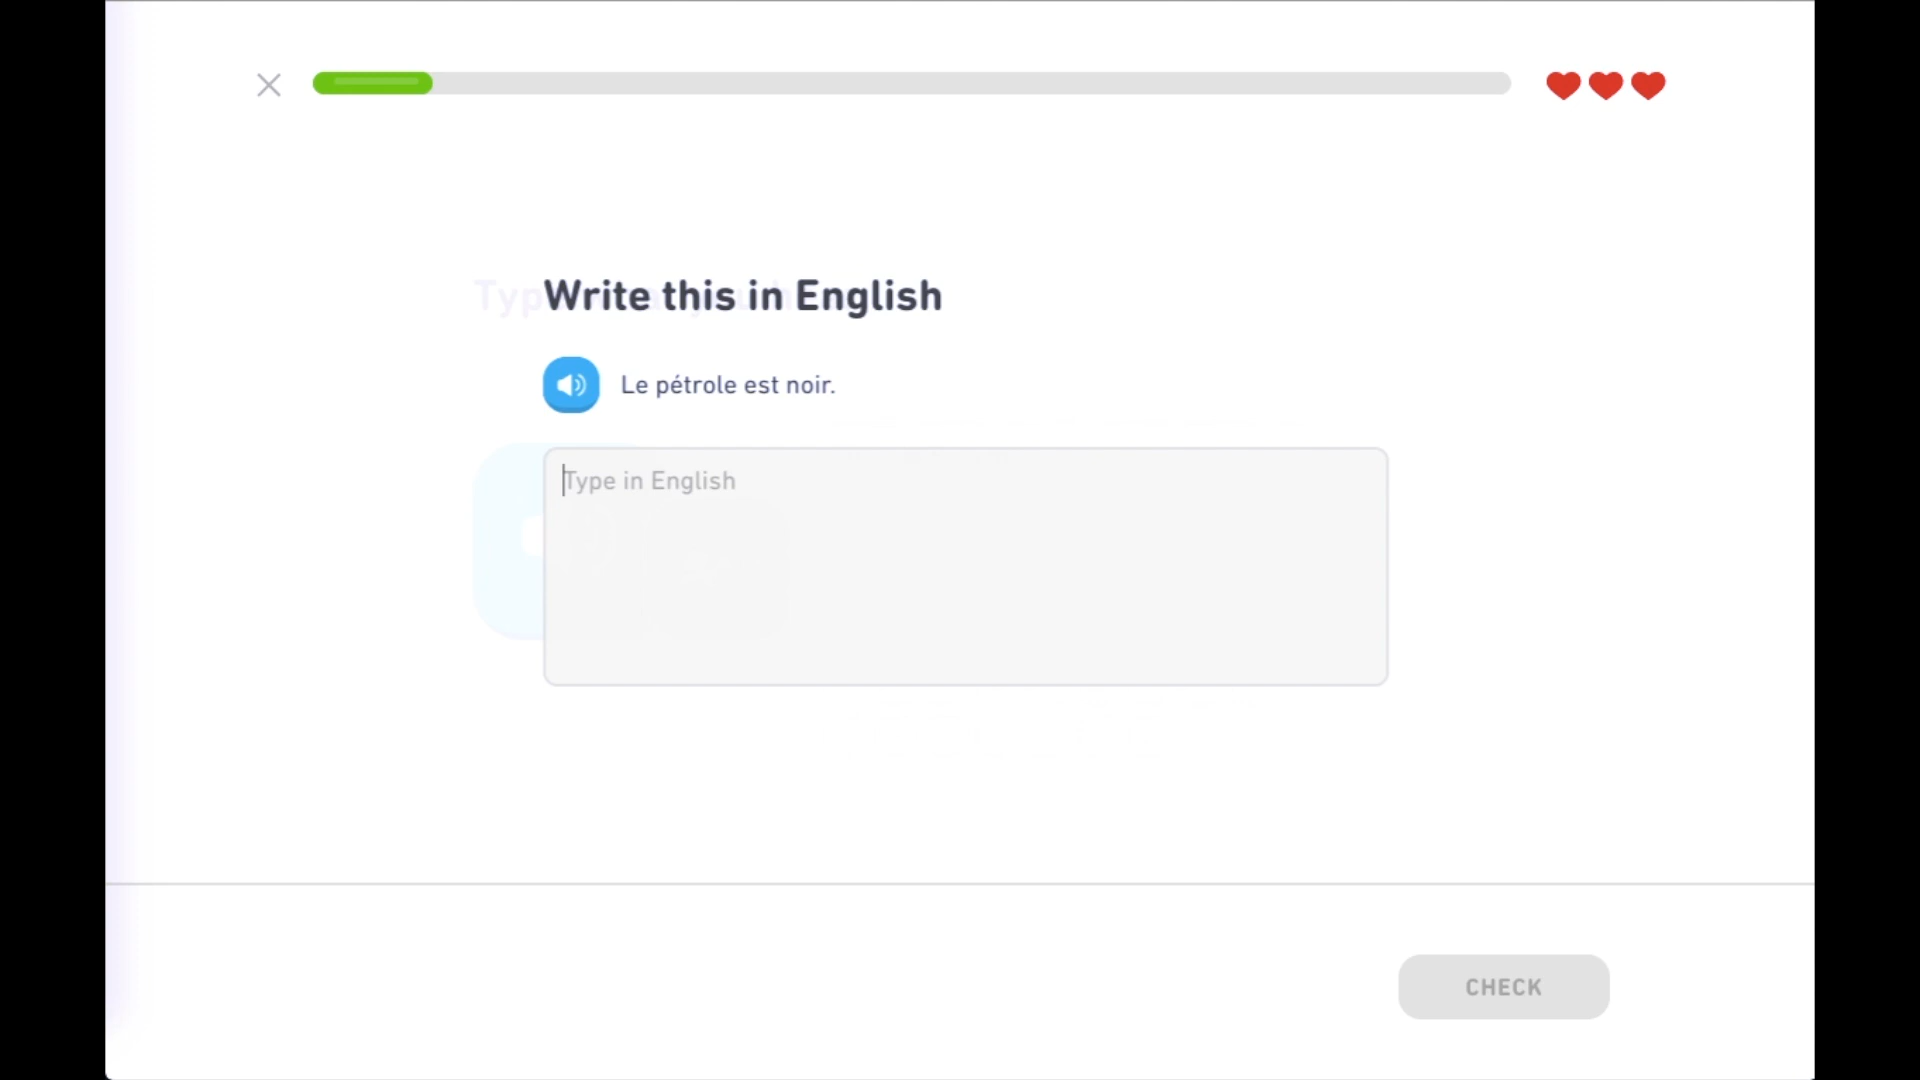 Write this in English
Le pétrole est noir.
Type in English
CHECK